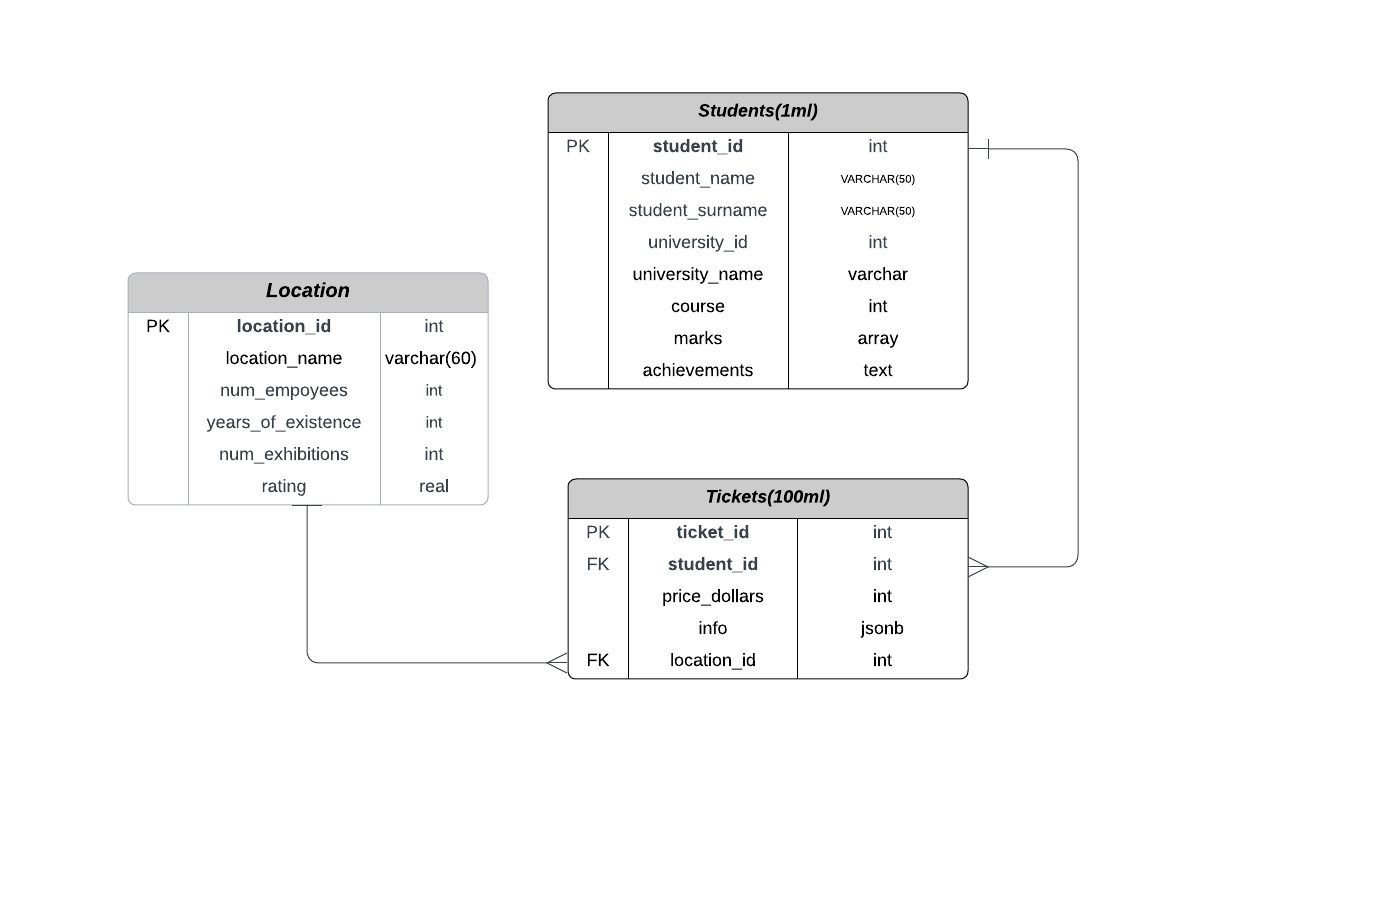 Students(1ml)
PK student_id int
student_name VARCHAR(50)
student_surname VARCHAR(50)
university_id int
university_name varchar
course int
marks array
achievements text
Location
PK location_id int
location_name varchar(60)
num_empoyees int
years_of_existence int
num_exhibitions int
rating real
Tickets(100ml)
PK ticket_id int
FK student_id int
price_dollars int
info jsonb
FK location_id int